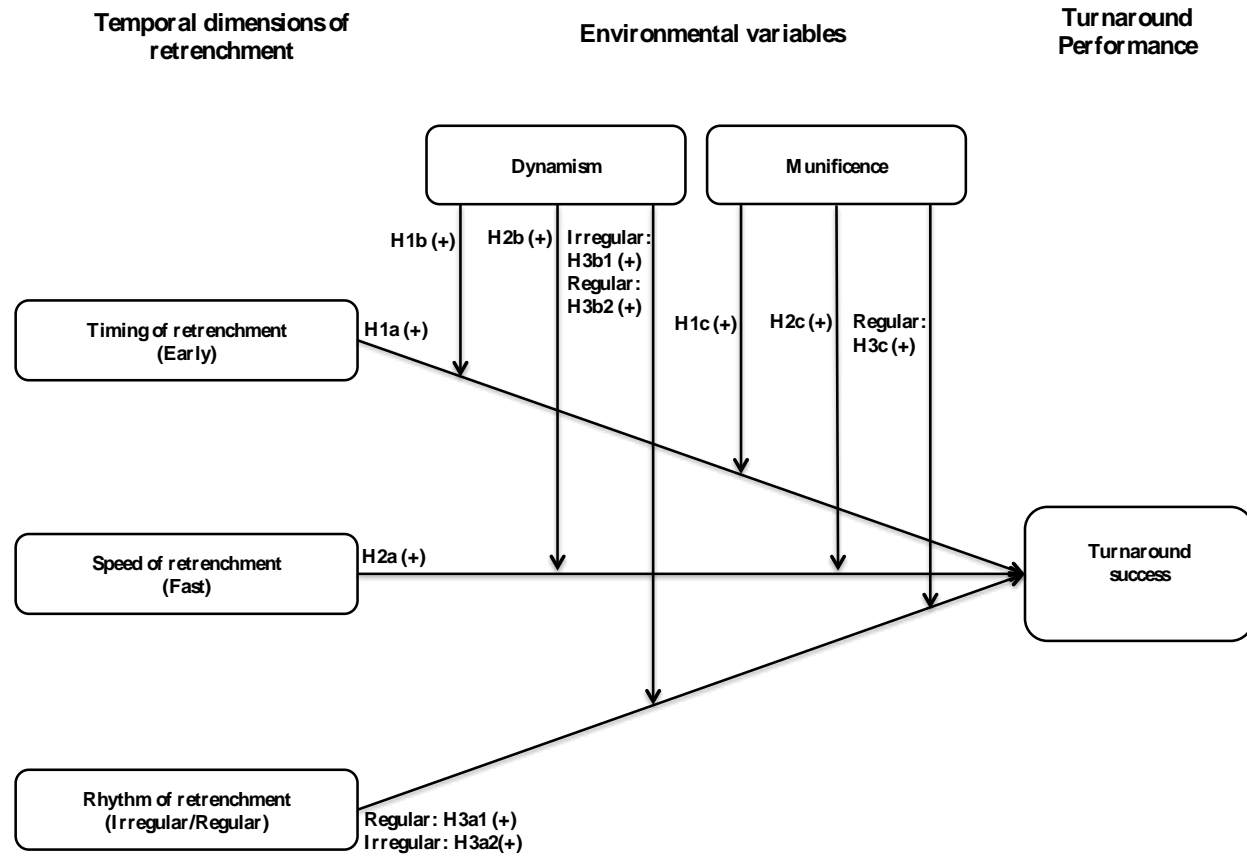 Temporal dimensions of
retrenchment
Environmental variables
Turnaround
Performance
Dynamism
Munificence
H1b (+)
H2b (+)
Irregular:
H3b1 (+)
Regular:
H3b2 (+)
H1c (+)
H2c (+)
Regular:
H3c (+)
Timing of retrenchment
(Early)
H1a (+)
Speed of retrenchment
(Fast)
H2a (+)
Turnaround
success
Rhythm of retrenchment
(Irregular/Regular)
Regular: H3a1 (+)
Irregular: H3a2(+)